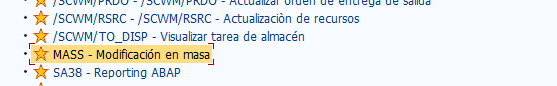 /SCWM/PRDO - /SCWM/PRDO - Actualizar orden de entrega de salida
/SCWM/RSRC - /SCWM/RSRC - Actualizaciòn de recursos
/SCWM/TO_DISP - Visualizar tarea de almacén
MASS - Modificación en masa
SA38 - Reporting ABAP